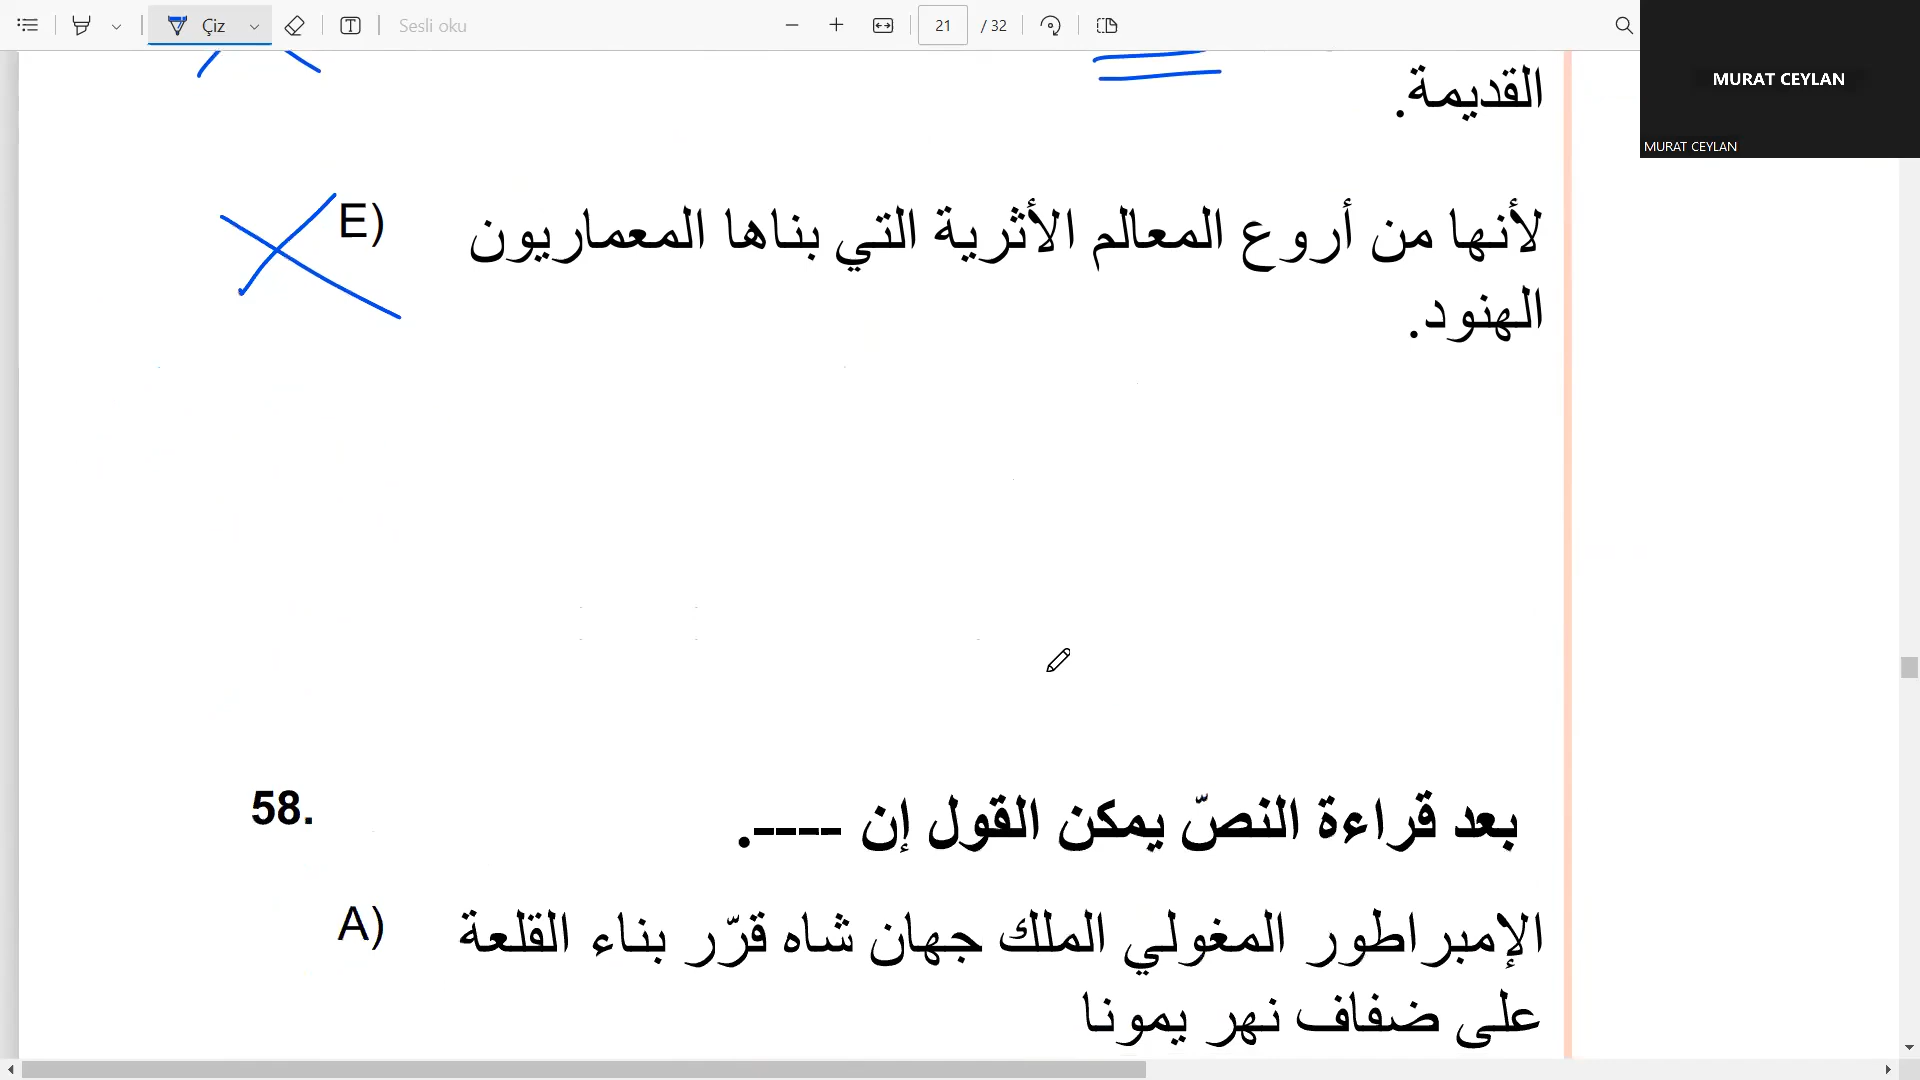 Çiz
Sesli oku
21 / 32
MURAT CEYLAN
MURAT CEYLAN
القديمة.
E) لأنها من أروع المعالم الأثرية التي بناها المعماريون
الهنود.
58. بعد قراءة النصّ يمكن القول إن ----.
A) الإمبراطور المغولي الملك جهان شاه قرّر بناء القلعة
على ضفاف نهر يمونا